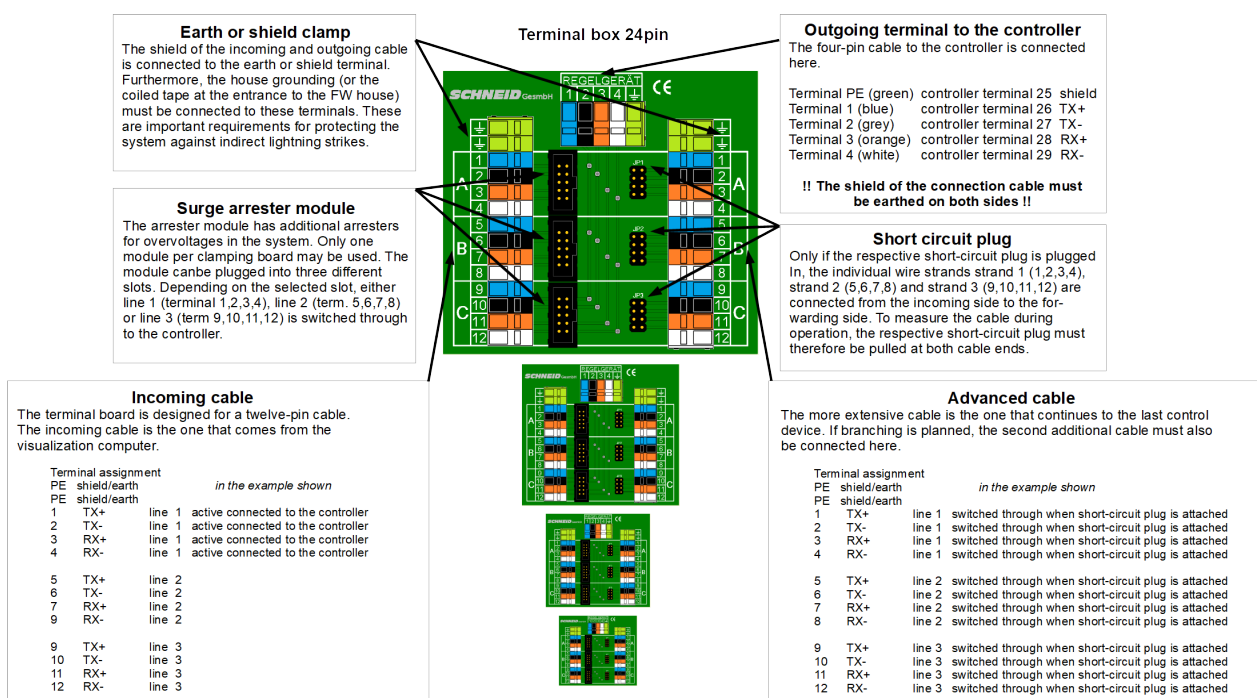 Terminal box 24pin
Earth or shield clamp
The shield of the incoming and outgoing cable
is connected to the earth or shield terminal.
Furthermore, the house grounding (or the
coiled tape at the entrance to the FW house)
must be connected to these terminals. These
are important requirements for protecting the
system against indirect lightning strikes.
Outgoing terminal to the controller
The four-pin cable to the controller is connected
here.
Terminal PE (green) controller terminal 25 shield
Terminal 1 (blue) controller terminal 26 TX+
Terminal 2 (grey) controller terminal 27 TX-
Terminal 3 (orange) controller terminal 28 RX+
Terminal 4 (white) controller terminal 29 RX-
!! The shield of the connection cable must
be earthed on both sides !!
Surge arrester module
The arrester module has additional arresters
for overvoltages in the system. Only one
module per clamping board may be used. The
module canbe plugged into three different
slots. Depending on the selected slot, either
line 1 (terminal 1,2,3,4), line 2 (term. 5,6,7,8)
or line 3 (term 9,10,11,12) is switched through
to the controller.
Short circuit plug
Only if the respective short-circuit plug is plugged
In, the individual wire strands strand 1 (1,2,3,4),
strand 2 (5,6,7,8) and strand 3 (9,10,11,12) are
connected from the incoming side to the for-
warding side. To measure the cable during
operation, the respective short-circuit plug must
therefore be pulled at both cable ends.
REGELGERÄT
1 2 3 4
SCHNEID GesmbH
CE
A
1
2
3
4
B
5
6
7
8
C
9
10
11
12
JP1
JP2
JP3
1
2
3
4
A
5
6
7
8
B
9
10
11
12
C
Incoming cable
The terminal board is designed for a twelve-pin cable.
The incoming cable is the one that comes from the
visualization computer.
Terminal assignment
PE shield/earth in the example shown
PE shield/earth
1 TX+ line 1 active connected to the controller
2 TX- line 1 active connected to the controller
3 RX+ line 1 active connected to the controller
4 RX- line 1 active connected to the controller
5 TX+ line 2
6 TX- line 2
7 RX+ line 2
9 RX- line 2
9 TX+ line 3
10 TX- line 3
11 RX+ line 3
12 RX- line 3
Advanced cable
The more extensive cable is the one that continues to the last control
device. If branching is planned, the second additional cable must also
be connected here.
Terminal assignment
PE shield/earth in the example shown
PE shield/earth
1 TX+ line 1 switched through when short-circuit plug is attached
2 TX- line 1 switched through when short-circuit plug is attached
3 RX+ line 1 switched through when short-circuit plug is attached
4 RX- line 1 switched through when short-circuit plug is attached
5 TX+ line 2 switched through when short-circuit plug is attached
6 TX- line 2 switched through when short-circuit plug is attached
7 RX+ line 2 switched through when short-circuit plug is attached
8 RX- line 2 switched through when short-circuit plug is attached
9 TX+ line 3 switched through when short-circuit plug is attached
10 TX- line 3 switched through when short-circuit plug is attached
11 RX+ line 3 switched through when short-circuit plug is attached
12 RX- line 3 switched through when short-circuit plug is attached